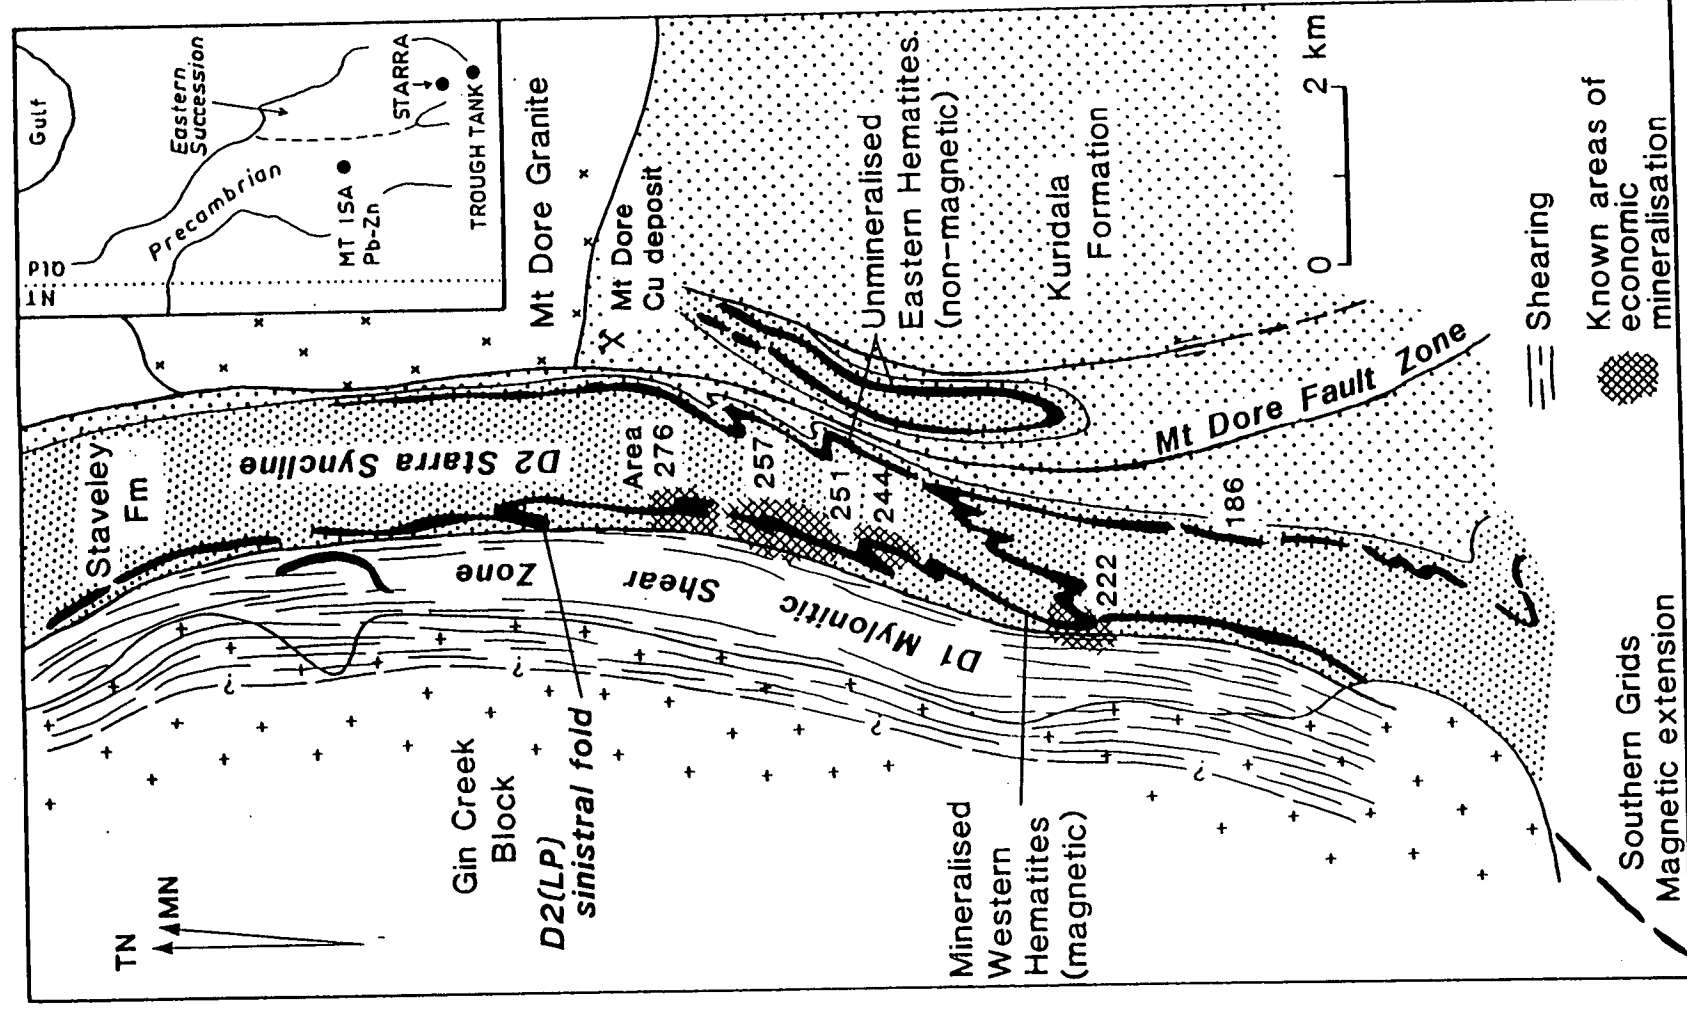 Gulf
NT
Qld
Precambrian
Eastern
Succession
MT ISA
Pb-Zn
STARRA
TROUGH TANK
TN
MN
Staveley
Fm
D2 Starra Syncline
Mt Dore Granite
Mt Dore
Cu deposit
Gin Creek
Block
D2(LP)
sinistral fold
D1 Mylonitic
Shear
Zone
Area
276
257
251
244
222
186
Unmineralised
Eastern Hematites.
(non-magnetic)
Kuridala
Formation
Mt Dore Fault Zone
Mineralised
Western
Hematites
(magnetic)
?
?
?
?
0
2 km
Shearing
Known areas of
economic
mineralisation
Southern Grids
Magnetic extension